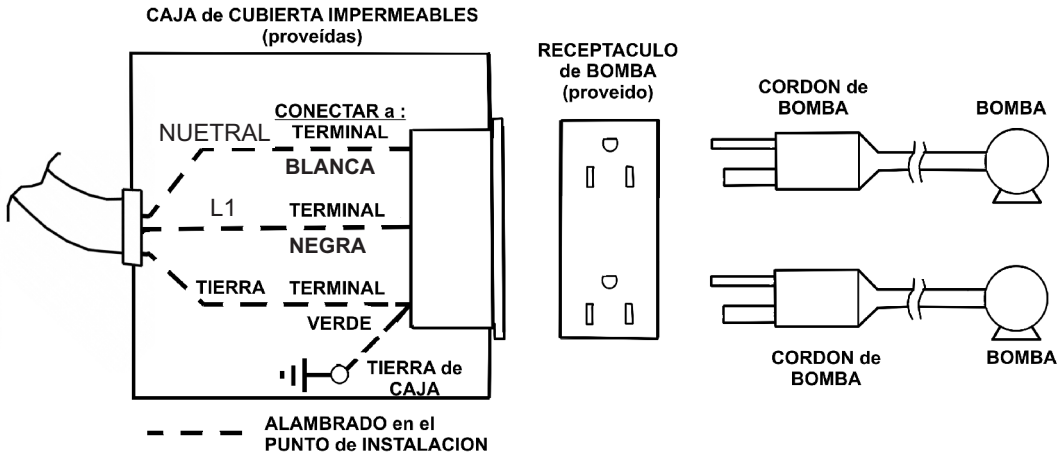 CAJA de CUBIERTA IMPERMEABLES
(proveídas)
RECEPTACULO
de BOMBA
(proveido)
CORDON de
BOMBA
BOMBA
CONECTAR a :
NUETRAL
TERMINAL
BLANCA
L1
TERMINAL
NEGRA
TIERRA
TERMINAL
VERDE
TIERRA de
CAJA
CORDON de
BOMBA
BOMBA
ALAMBRADO en el
PUNTO de INSTALACION